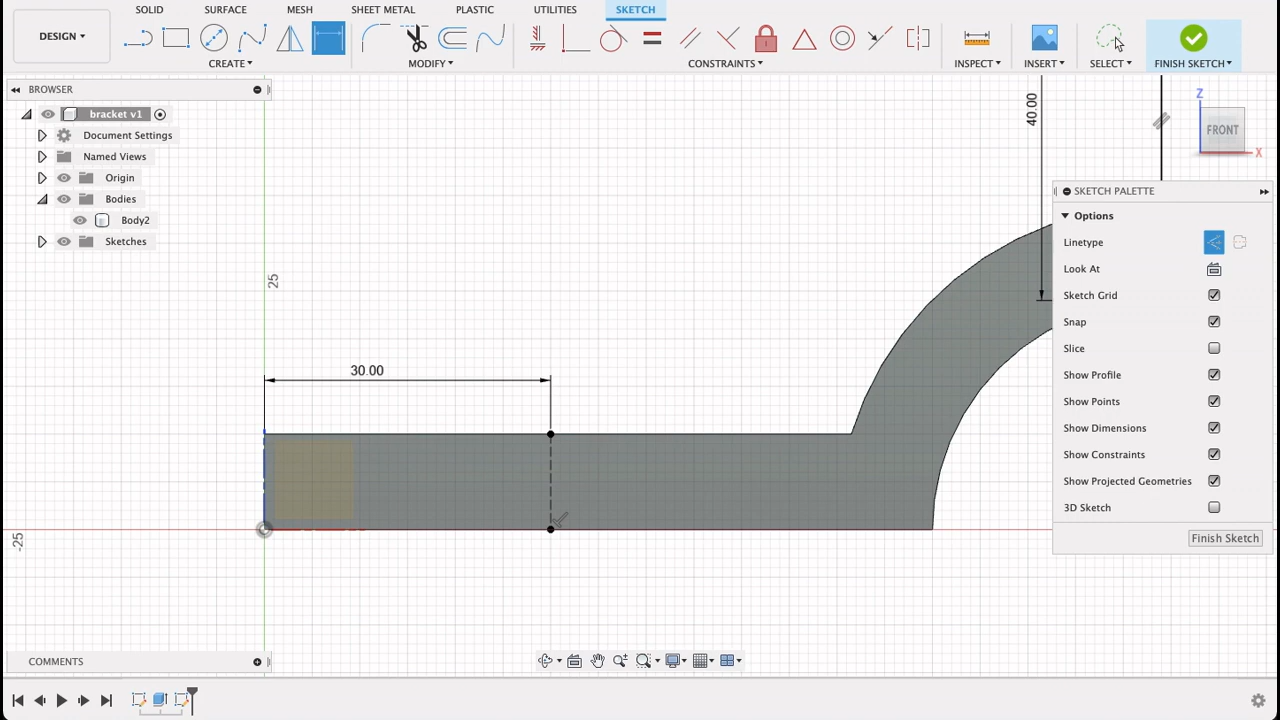 SOLID SURFACE MESH SHEET METAL PLASTIC UTILITIES SKETCH
DESIGN
CREATE MODIFY CONSTRAINTS INSPECT INSERT SELECT FINISH SKETCH
BROWSER
bracket v1
Document Settings
Named Views
Origin
Bodies
Body2
Sketches
40.00
Z
FRONT
X
SKETCH PALETTE
Options
Linetype
Look At
Sketch Grid
Snap
Slice
Show Profile
Show Points
Show Dimensions
Show Constraints
Show Projected Geometries
3D Sketch
Finish Sketch
25
30.00
-25
COMMENTS